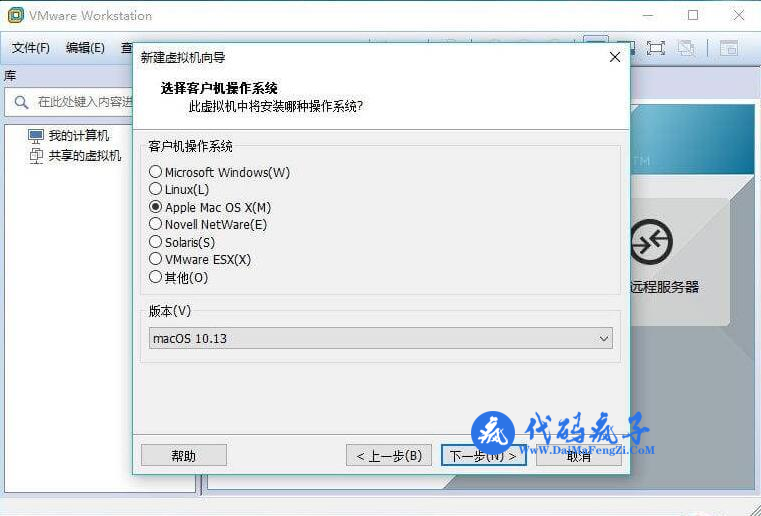 VMware Workstation
文件(F) 编辑(E)
库
在此处键入内容进
我的计算机
共享的虚拟机
新建虚拟机向导
选择客户机操作系统
此虚拟机中将安装哪种操作系统?
客户机操作系统
Microsoft Windows(W)
Linux(L)
Apple Mac OS X(M)
Novell NetWare(E)
Solaris(S)
VMware ESX(X)
其他(O)
版本(V)
macOS 10.13
TM
远程服务器
疯 代码疯子
Www.DaiMaFengZi.CoM
帮助 < 上一步(B) 下一步(N) > 取消